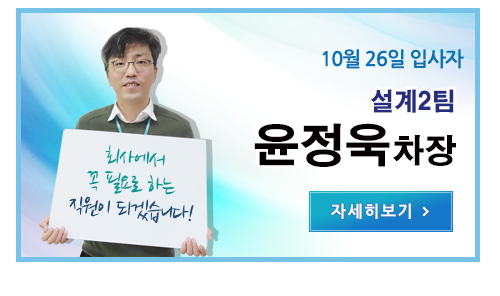 10월 26일 입사자
설계2팀
윤정욱차장
자세히보기 >
회사에서
꼭 필요로 하는
직원이 되겠습니다!